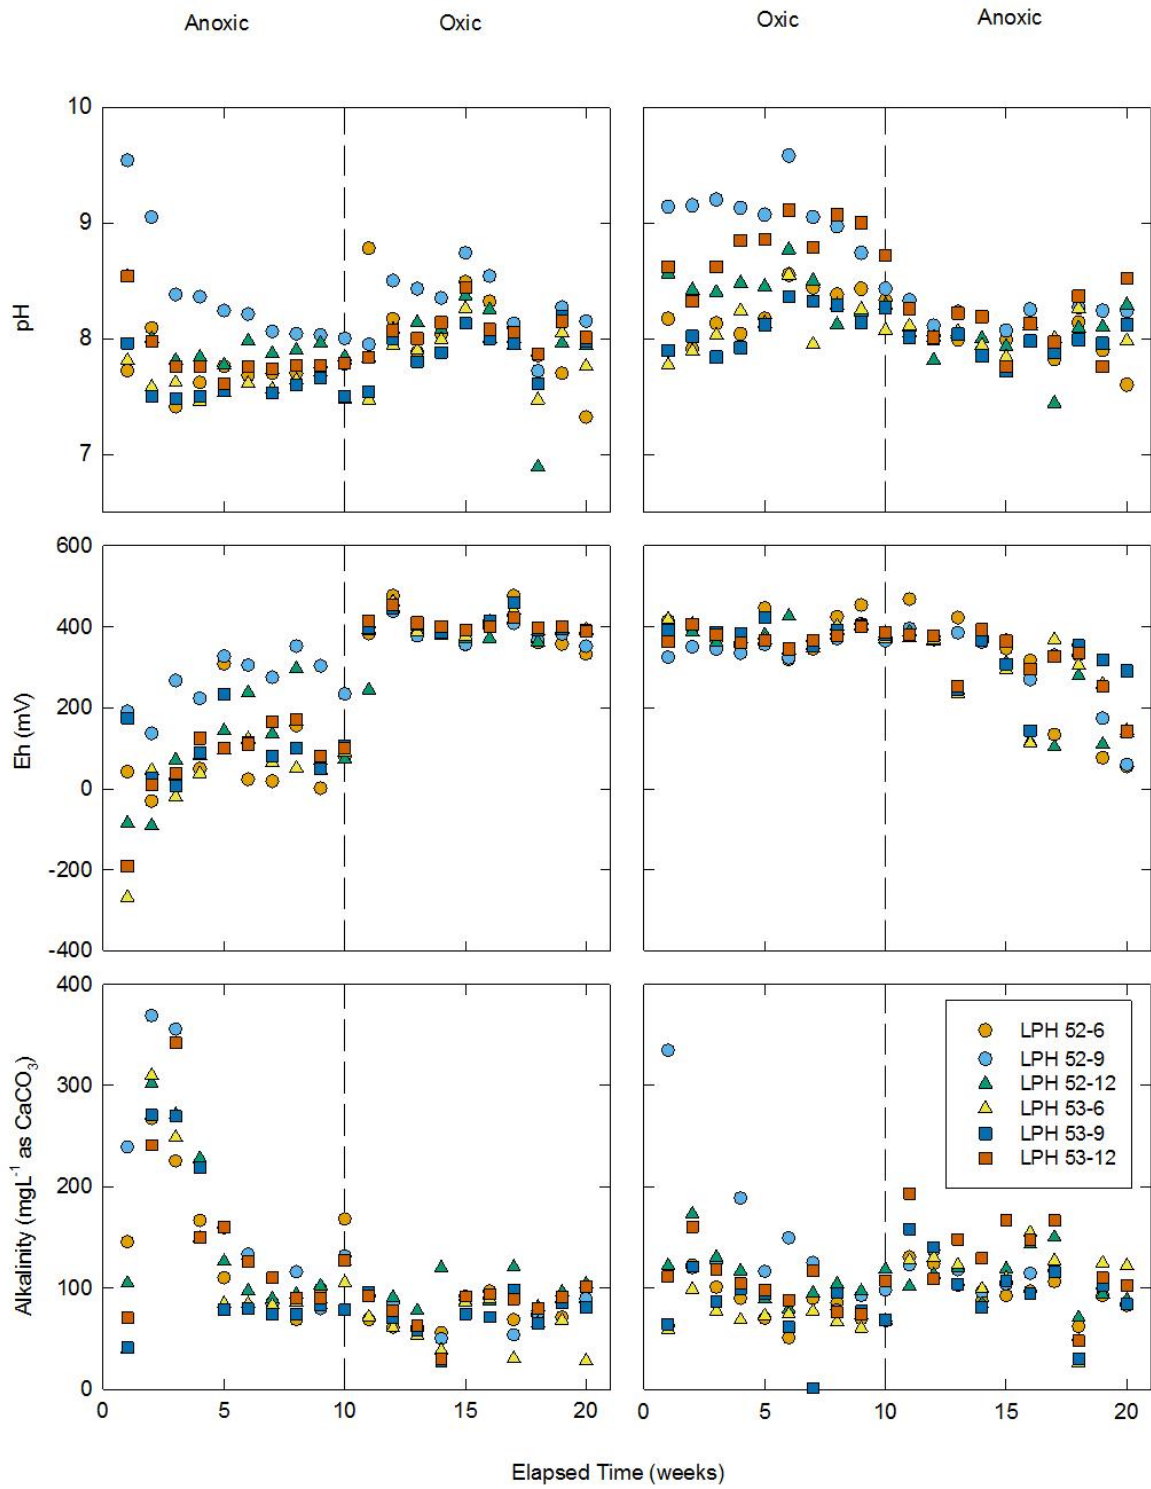 Anoxic
Oxic
Oxic
Anoxic
10
9
8
7
pH
600
400
200
0
-200
-400
Eh (mV)
400
300
200
100
0
Alkalinity (mgL⁻¹ as CaCO₃)
LPH 52-6
LPH 52-9
LPH 52-12
LPH 53-6
LPH 53-9
LPH 53-12
0 5 10 15 20
0 5 10 15 20
Elapsed Time (weeks)